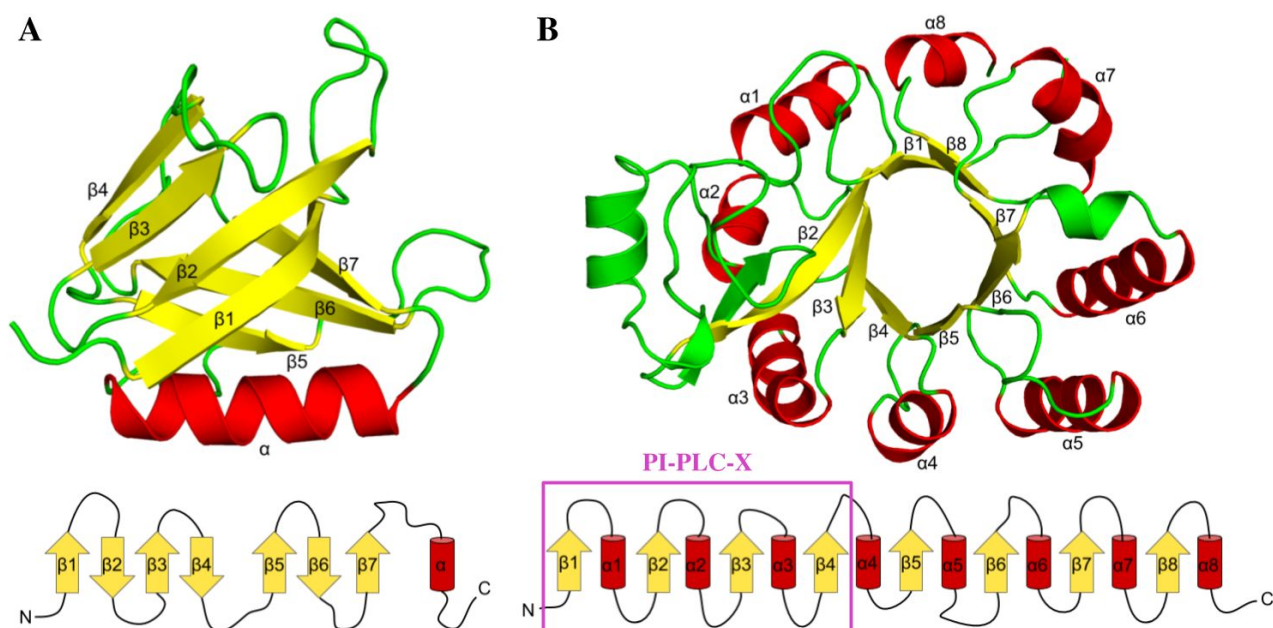 A
β4
β3
β2
β1
β7
β6
β5
α
B
α8
α7
α1
β1
β8
α2
β2
β7
β3
β6
β4
β5
α6
α3
α4
α5
PI-PLC-X
N β1 β2 β3 β4 β5 β6 β7 α C
N β1 α1 β2 α2 β3 α3 β4 α4 β5 α5 β6 α6 β7 α7 β8 α8 C